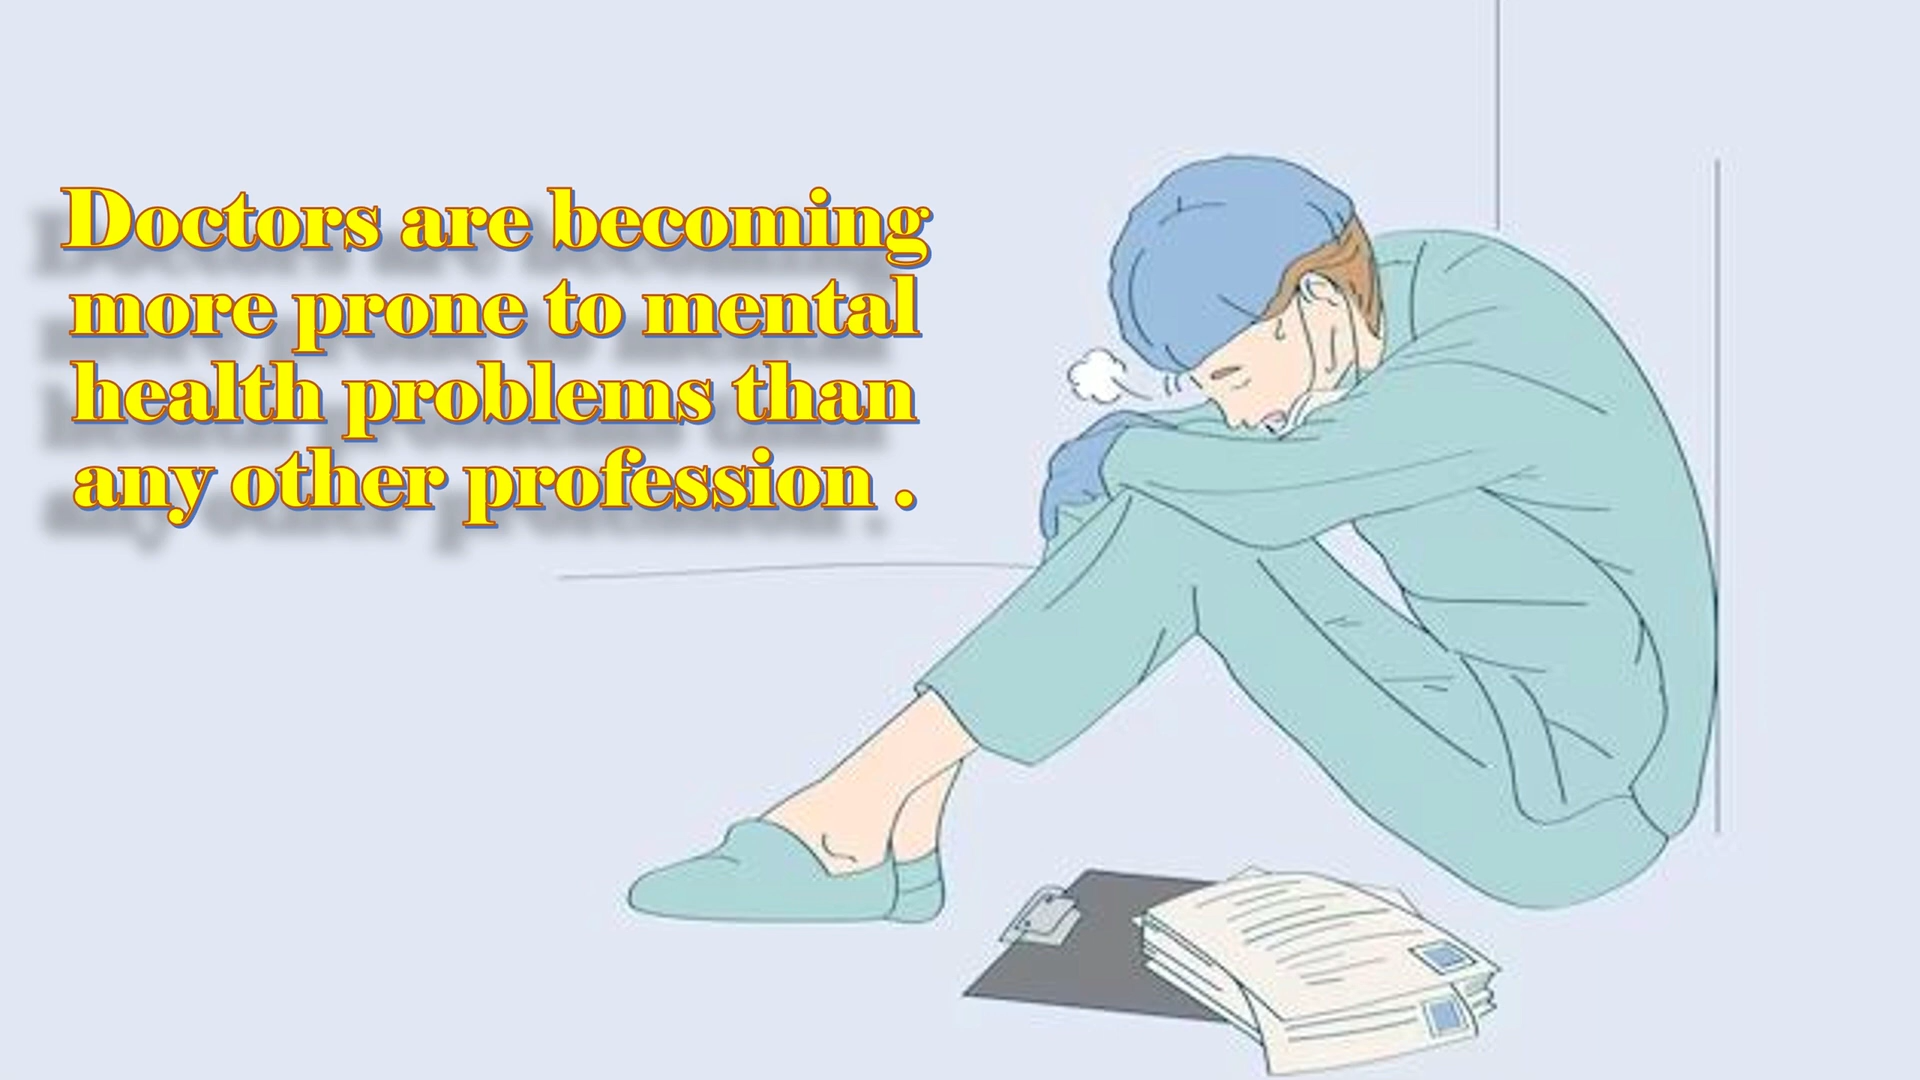 Doctors are becoming
more prone to mental
health problems than
any other profession .